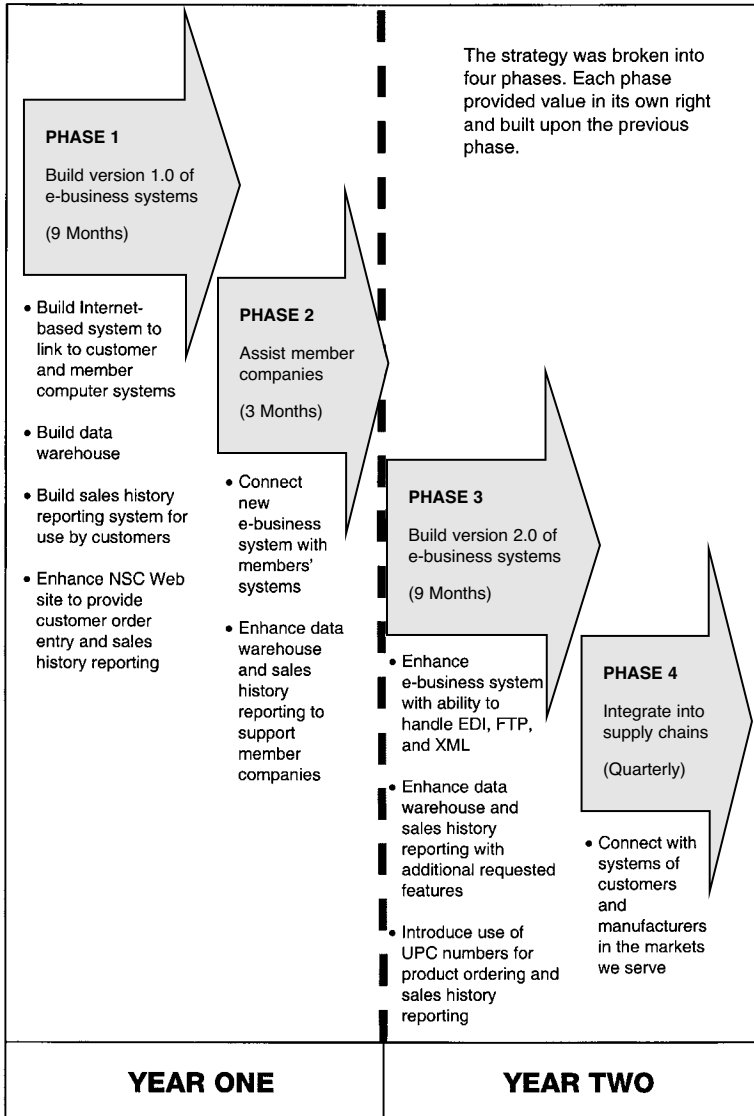 The strategy was broken into
four phases. Each phase
provided value in its own right
and built upon the previous
phase.
PHASE 1
Build version 1.0 of
e-business systems
(9 Months)
• Build Internet-
based system to
link to customer
and member
computer systems
• Build data
warehouse
• Build sales history
reporting system for
use by customers
• Enhance NSC Web
site to provide
customer order
entry and sales
history reporting
PHASE 2
Assist member
companies
(3 Months)
• Connect
new
e-business
system with
members'
systems
• Enhance data
warehouse
and sales
history
reporting to
support
member
companies
PHASE 3
Build version 2.0 of
e-business systems
(9 Months)
• Enhance
e-business system
with ability to
handle EDI, FTP,
and XML
• Enhance data
warehouse and
sales history
reporting with
additional requested
features
• Introduce use of
UPC numbers for
product ordering and
sales history
reporting
PHASE 4
Integrate into
supply chains
(Quarterly)
• Connect with
systems of
customers
and
manufacturers
in the markets
we serve
YEAR ONE
YEAR TWO